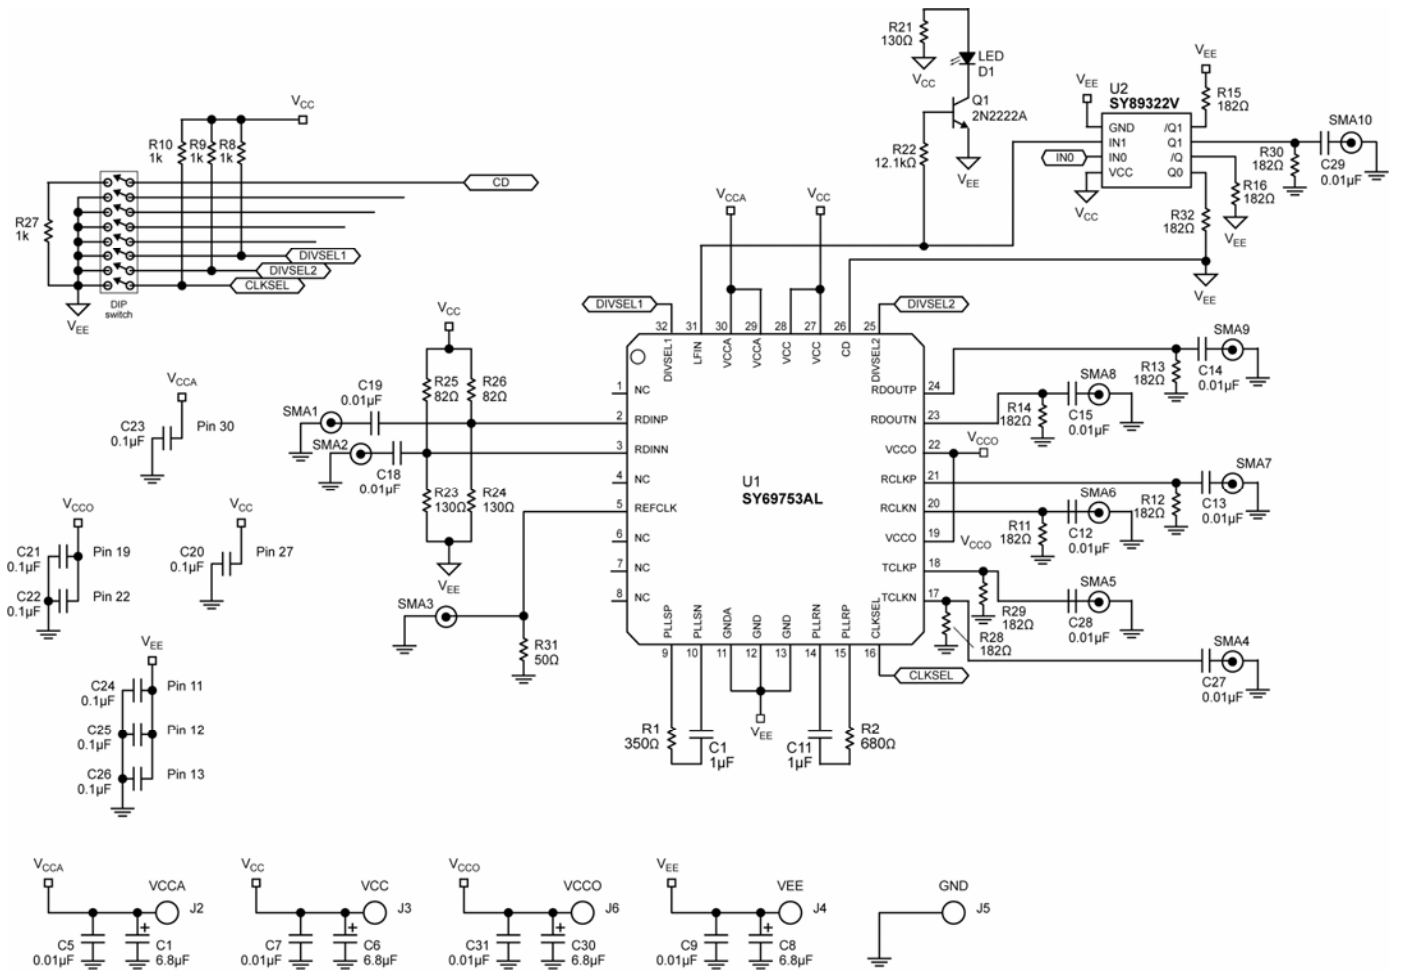 R21
130Ω
VCC
LED
D1
Q1
2N2222A
R22
12.1kΩ
VEE
VEE
U2
SY89322V
GND
IN1
IN0
VCC
/Q1
Q1
/Q
Q0
IN0
VCC
VEE
R15
182Ω
SMA10
R30
182Ω
C29
0.01µF
R16
182Ω
VEE
R32
182Ω
VEE
VCC
R10
1k
R9
1k
R8
1k
CD
R27
1k
DIVSEL1
DIVSEL2
CLKSEL
VEE
DIP
switch
VCCA
VCC
DIVSEL1
DIVSEL2
32
31
30
29
28
27
26
25
DIVSEL1
LFIN
VCCA
VCCA
VCC
VCC
CD
DIVSEL2
U1
SY69753AL
1
NC
2
RDINP
3
RDINN
4
NC
5
REFCLK
6
NC
7
NC
8
NC
RDOUTP
24
RDOUTN
23
VCCO
22
RCLKP
21
RCLKN
20
VCCO
19
TCLKP
18
TCLKN
17
PLLSP
PLLSN
GNDA
GND
GND
PLLRN
PLLRP
CLKSEL
9
10
11
12
13
14
15
16
CLKSEL
VCC
R25
82Ω
R26
82Ω
C19
0.01µF
SMA1
SMA2
C18
0.01µF
R23
130Ω
R24
130Ω
VEE
SMA3
R31
50Ω
R1
350Ω
C1
1µF
VEE
C11
1µF
R2
680Ω
SMA9
R13
182Ω
C14
0.01µF
SMA8
R14
182Ω
C15
0.01µF
VCCO
SMA7
R12
182Ω
C13
0.01µF
SMA6
R11
182Ω
C12
0.01µF
VCCO
SMA5
R29
182Ω
C28
0.01µF
R28
182Ω
SMA4
C27
0.01µF
VCCA
C23
0.1µF
Pin 30
VCCO
C21
0.1µF
Pin 19
C22
0.1µF
Pin 22
VCC
C20
0.1µF
Pin 27
VEE
C24
0.1µF
Pin 11
C25
0.1µF
Pin 12
C26
0.1µF
Pin 13
VCCA
VCCA
J2
C5
0.01µF
+
C1
6.8µF
VCC
VCC
J3
C7
0.01µF
+
C6
6.8µF
VCCO
VCCO
J6
C31
0.01µF
+
C30
6.8µF
VEE
VEE
J4
C9
0.01µF
+
C8
6.8µF
GND
J5